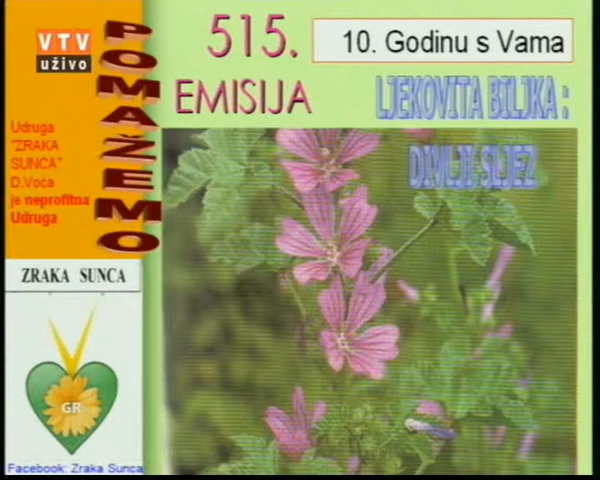 VTV
uživo
POMAŽEMO
515.
EMISIJA
10. Godinu s Vama
LJEKOVITA BILJKA :
DIVLJI SLJEZ
Udruga
"ZRAKA
SUNCA"
D.Voća
je neprofitna
Udruga
ZRAKA SUNCA
GR
Facebook: Zraka Sunca